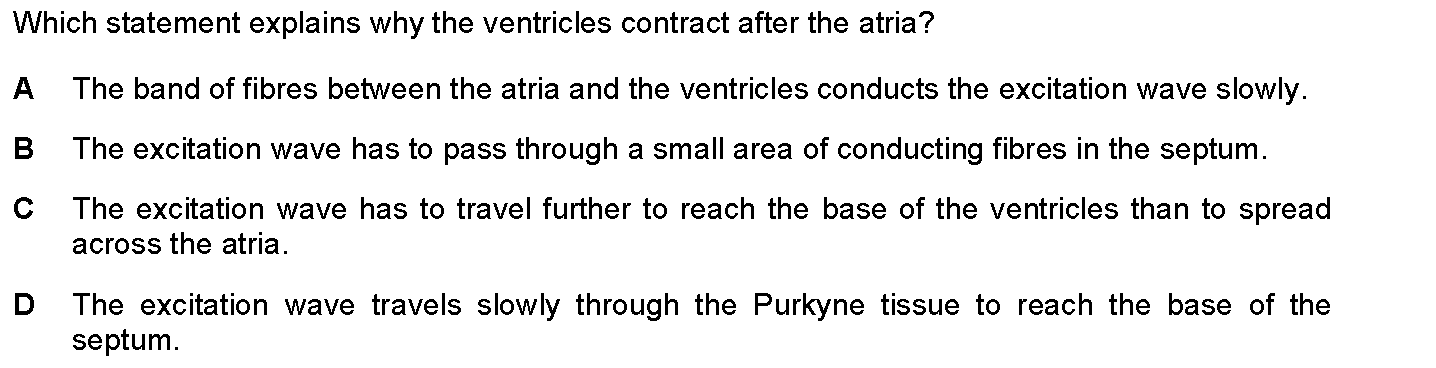 Which statement explains why the ventricles contract after the atria?
A The band of fibres between the atria and the ventricles conducts the excitation wave slowly.
B The excitation wave has to pass through a small area of conducting fibres in the septum.
C The excitation wave has to travel further to reach the base of the ventricles than to spread
across the atria.
D The excitation wave travels slowly through the Purkyne tissue to reach the base of the
septum.